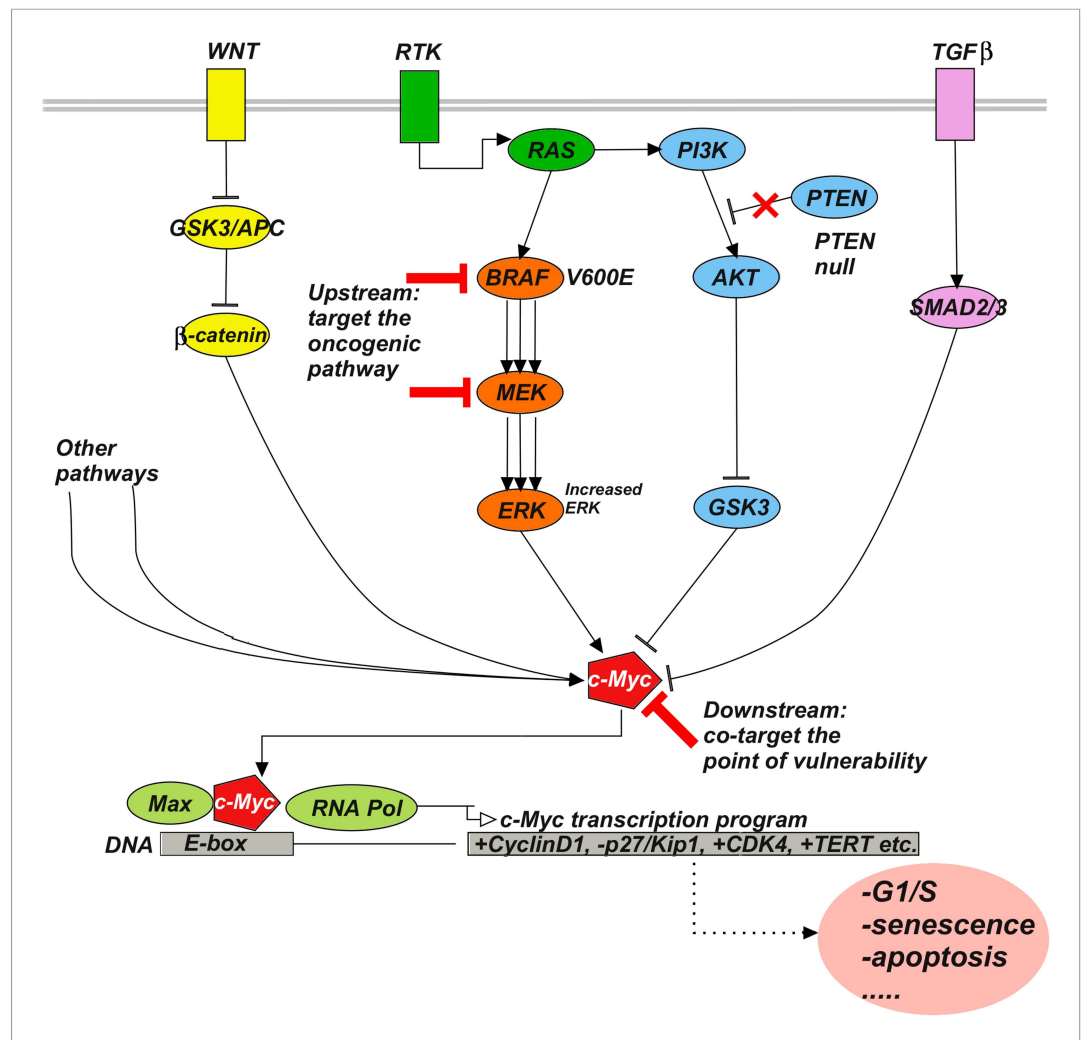 WNT
RTK
TGF β
RAS
PI3K
PTEN
GSK3/APC
PTEN
null
BRAF
V600E
AKT
Upstream:
target the
oncogenic
pathway
SMAD2/3
β-catenin
MEK
Other
pathways
Increased
ERK
ERK
GSK3
c-Myc
Downstream:
co-target the
point of vulnerability
Max
c-Myc
RNA Pol
c-Myc transcription program
DNA
E-box
+CyclinD1, -p27/Kip1, +CDK4, +TERT etc.
-G1/S
-senescence
-apoptosis
.....